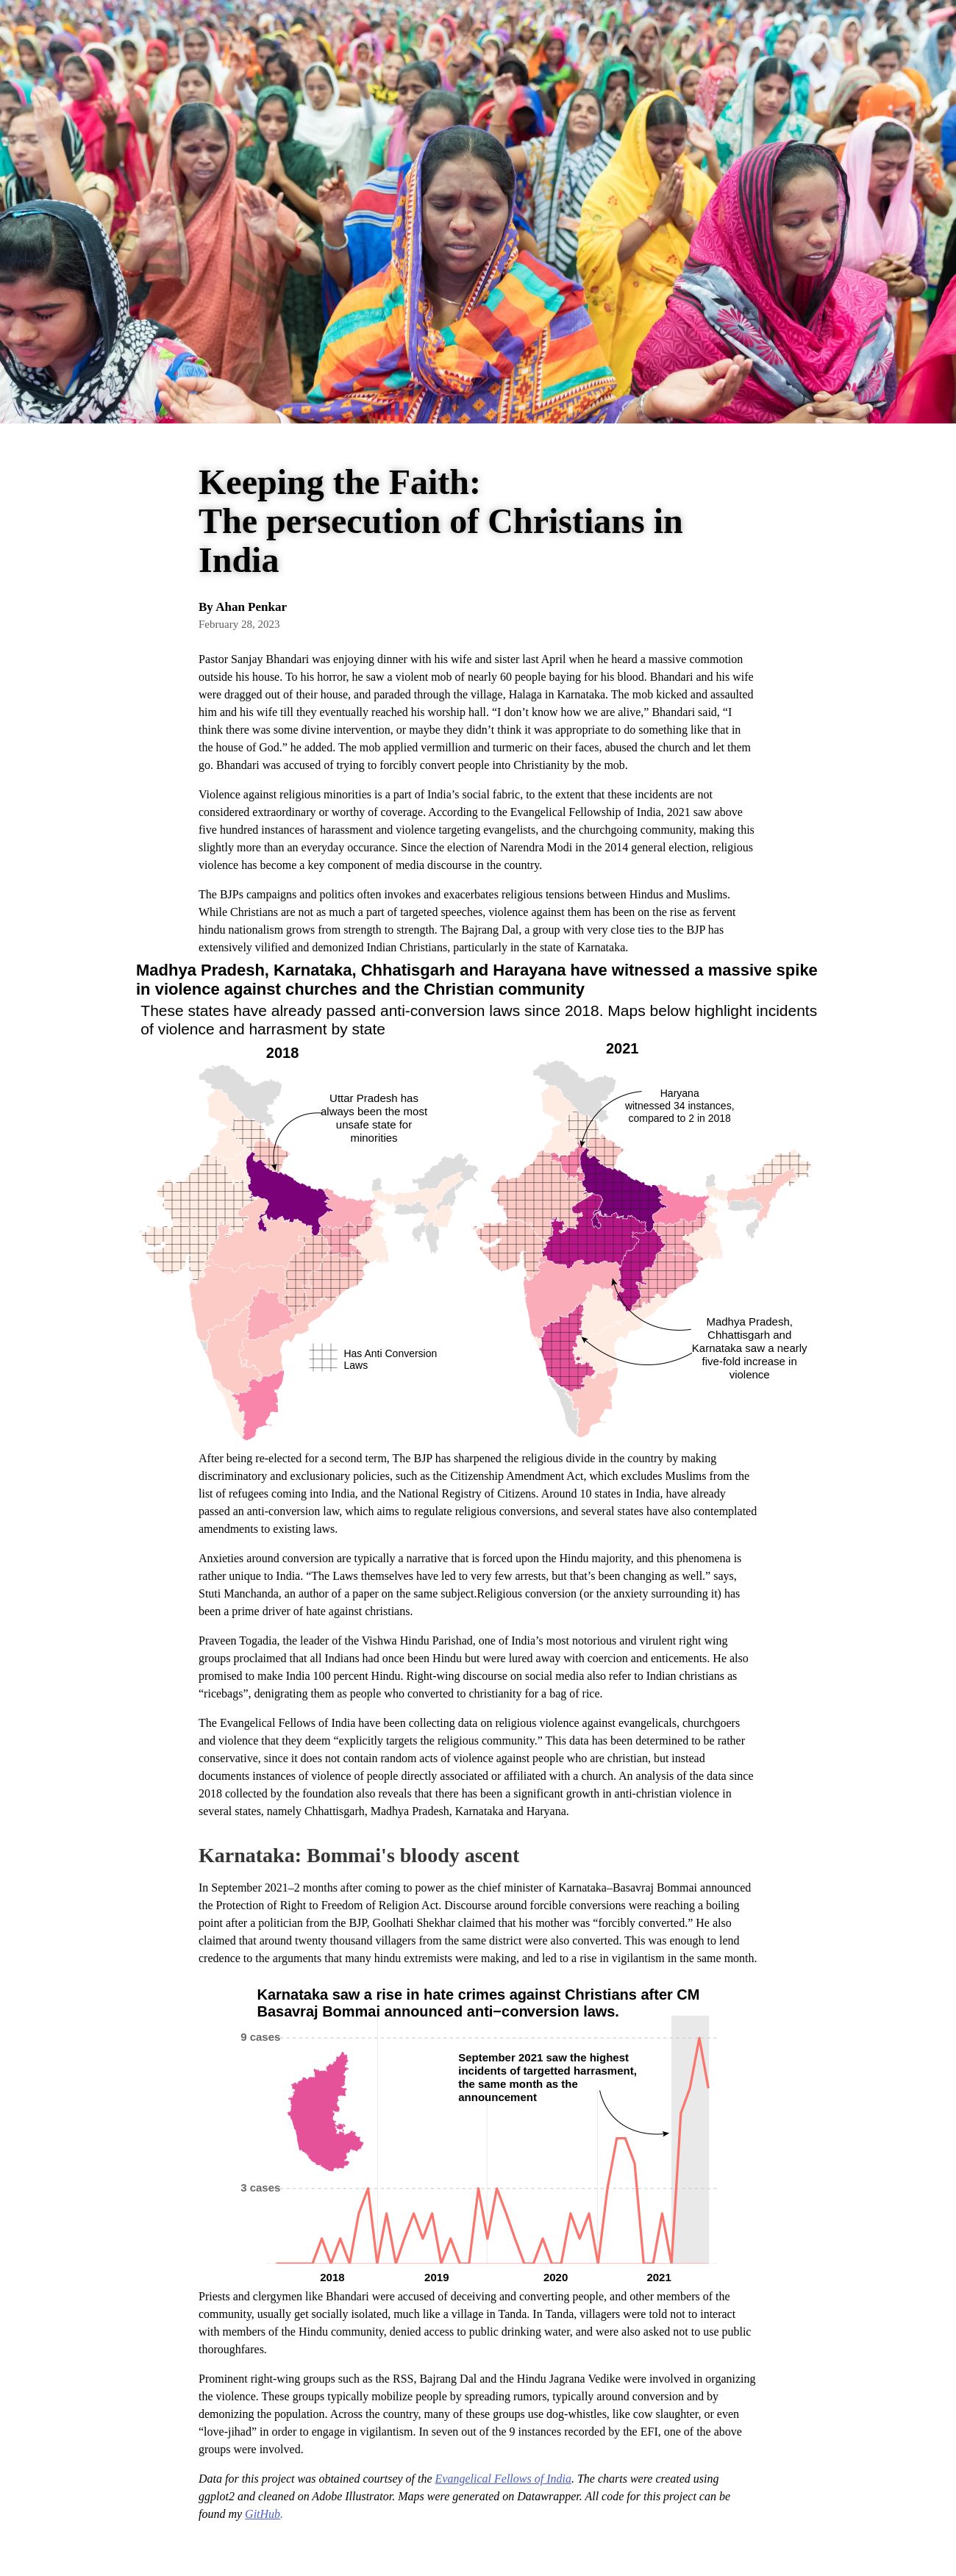 Keeping the Faith:
The persecution of Christians in
India
By Ahan Penkar
February 28, 2023
Pastor Sanjay Bhandari was enjoying dinner with his wife and sister last April when he heard a massive commotion
outside his house. To his horror, he saw a violent mob of nearly 60 people baying for his blood. Bhandari and his wife
were dragged out of their house, and paraded through the village, Halaga in Karnataka. The mob kicked and assaulted
him and his wife till they eventually reached his worship hall. “I don’t know how we are alive,” Bhandari said, “I
think there was some divine intervention, or maybe they didn’t think it was appropriate to do something like that in
the house of God.” he added. The mob applied vermillion and turmeric on their faces, abused the church and let them
go. Bhandari was accused of trying to forcibly convert people into Christianity by the mob.
Violence against religious minorities is a part of India’s social fabric, to the extent that these incidents are not
considered extraordinary or worthy of coverage. According to the Evangelical Fellowship of India, 2021 saw above
five hundred instances of harassment and violence targeting evangelists, and the churchgoing community, making this
slightly more than an everyday occurance. Since the election of Narendra Modi in the 2014 general election, religious
violence has become a key component of media discourse in the country.
The BJPs campaigns and politics often invokes and exacerbates religious tensions between Hindus and Muslims.
While Christians are not as much a part of targeted speeches, violence against them has been on the rise as fervent
hindu nationalism grows from strength to strength. The Bajrang Dal, a group with very close ties to the BJP has
extensively vilified and demonized Indian Christians, particularly in the state of Karnataka.
Madhya Pradesh, Karnataka, Chhatisgarh and Harayana have witnessed a massive spike
in violence against churches and the Christian community
These states have already passed anti-conversion laws since 2018. Maps below highlight incidents
of violence and harrasment by state
2018
Uttar Pradesh has
always been the most
unsafe state for
minorities
Has Anti Conversion
Laws
2021
Haryana
witnessed 34 instances,
compared to 2 in 2018
Madhya Pradesh,
Chhattisgarh and
Karnataka saw a nearly
five-fold increase in
violence
After being re-elected for a second term, The BJP has sharpened the religious divide in the country by making
discriminatory and exclusionary policies, such as the Citizenship Amendment Act, which excludes Muslims from the
list of refugees coming into India, and the National Registry of Citizens. Around 10 states in India, have already
passed an anti-conversion law, which aims to regulate religious conversions, and several states have also contemplated
amendments to existing laws.
Anxieties around conversion are typically a narrative that is forced upon the Hindu majority, and this phenomena is
rather unique to India. “The Laws themselves have led to very few arrests, but that’s been changing as well.” says,
Stuti Manchanda, an author of a paper on the same subject.Religious conversion (or the anxiety surrounding it) has
been a prime driver of hate against christians.
Praveen Togadia, the leader of the Vishwa Hindu Parishad, one of India’s most notorious and virulent right wing
groups proclaimed that all Indians had once been Hindu but were lured away with coercion and enticements. He also
promised to make India 100 percent Hindu. Right-wing discourse on social media also refer to Indian christians as
“ricebags”, denigrating them as people who converted to christianity for a bag of rice.
The Evangelical Fellows of India have been collecting data on religious violence against evangelicals, churchgoers
and violence that they deem “explicitly targets the religious community.” This data has been determined to be rather
conservative, since it does not contain random acts of violence against people who are christian, but instead
documents instances of violence of people directly associated or affiliated with a church. An analysis of the data since
2018 collected by the foundation also reveals that there has been a significant growth in anti-christian violence in
several states, namely Chhattisgarh, Madhya Pradesh, Karnataka and Haryana.
Karnataka: Bommai's bloody ascent
In September 2021–2 months after coming to power as the chief minister of Karnataka–Basavraj Bommai announced
the Protection of Right to Freedom of Religion Act. Discourse around forcible conversions were reaching a boiling
point after a politician from the BJP, Goolhati Shekhar claimed that his mother was “forcibly converted.” He also
claimed that around twenty thousand villagers from the same district were also converted. This was enough to lend
credence to the arguments that many hindu extremists were making, and led to a rise in vigilantism in the same month.
Karnataka saw a rise in hate crimes against Christians after CM
Basavraj Bommai announced anti−conversion laws.
9 cases
September 2021 saw the highest
incidents of targetted harrasment,
the same month as the
announcement
3 cases
2018 2019 2020 2021
Priests and clergymen like Bhandari were accused of deceiving and converting people, and other members of the
community, usually get socially isolated, much like a village in Tanda. In Tanda, villagers were told not to interact
with members of the Hindu community, denied access to public drinking water, and were also asked not to use public
thoroughfares.
Prominent right-wing groups such as the RSS, Bajrang Dal and the Hindu Jagrana Vedike were involved in organizing
the violence. These groups typically mobilize people by spreading rumors, typically around conversion and by
demonizing the population. Across the country, many of these groups use dog-whistles, like cow slaughter, or even
“love-jihad” in order to engage in vigilantism. In seven out of the 9 instances recorded by the EFI, one of the above
groups were involved.
Data for this project was obtained courtsey of the Evangelical Fellows of India. The charts were created using
ggplot2 and cleaned on Adobe Illustrator. Maps were generated on Datawrapper. All code for this project can be
found my GitHub.